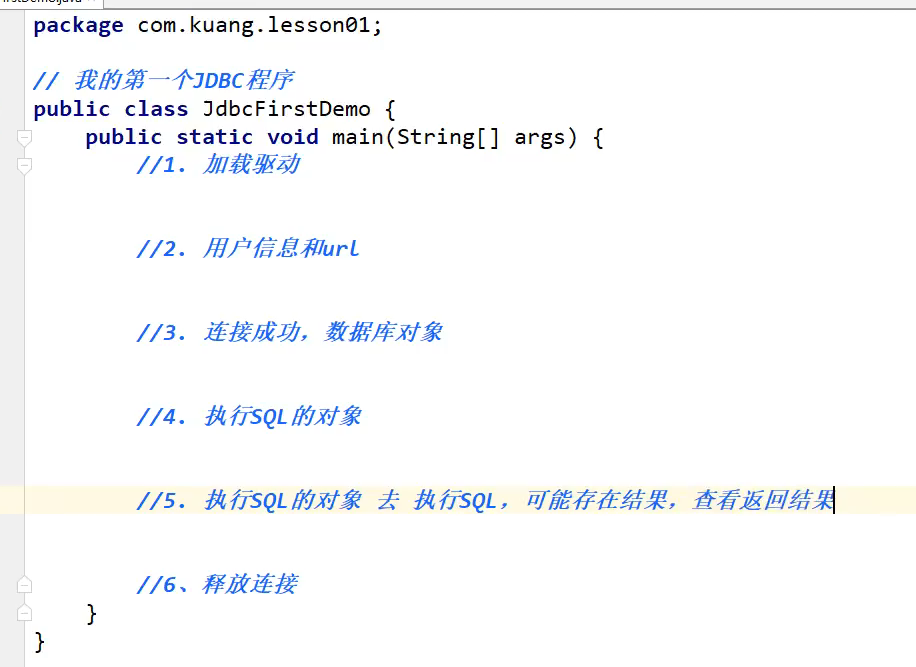 package com.kuang.lesson01;
// 我的第一个JDBC程序
public class JdbcFirstDemo {
public static void main(String[] args) {
//1. 加载驱动
//2. 用户信息和url
//3. 连接成功，数据库对象
//4. 执行SQL的对象
//5. 执行SQL的对象 去 执行SQL，可能存在结果，查看返回结果
//6、释放连接
}
}